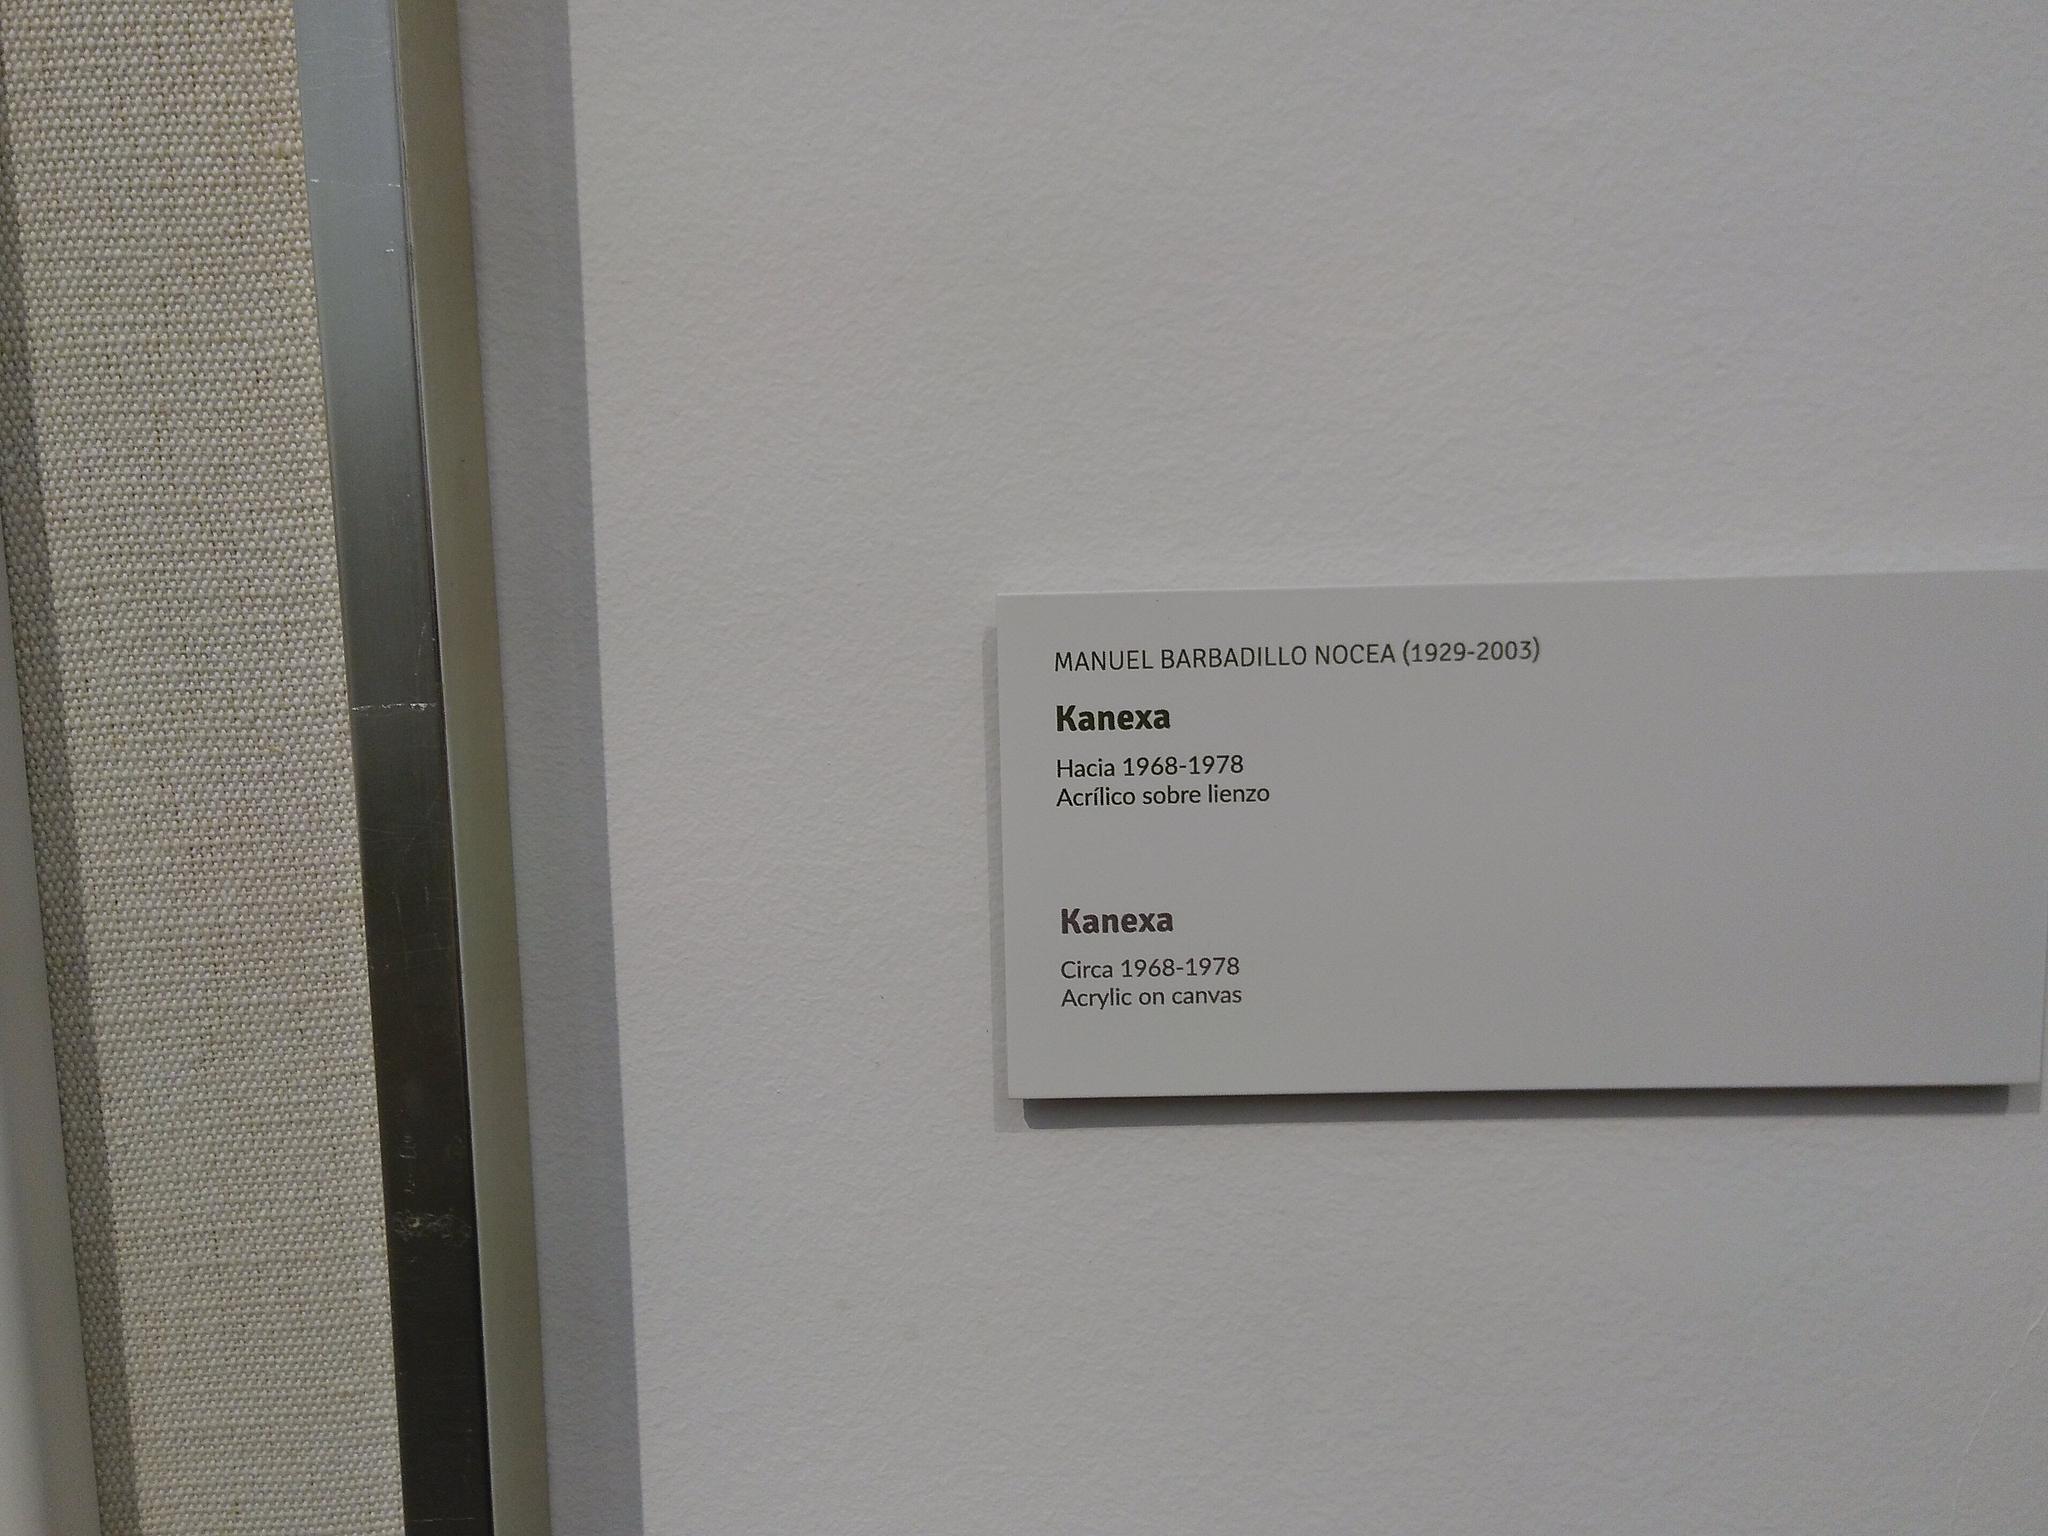 MANUEL BARBADILLO NOCEA (1929-2003)
Kanexa
Hacia 1968-1978
Acrílico sobre lienzo
Kanexa
Circa 1968-1978
Acrylic on canvas